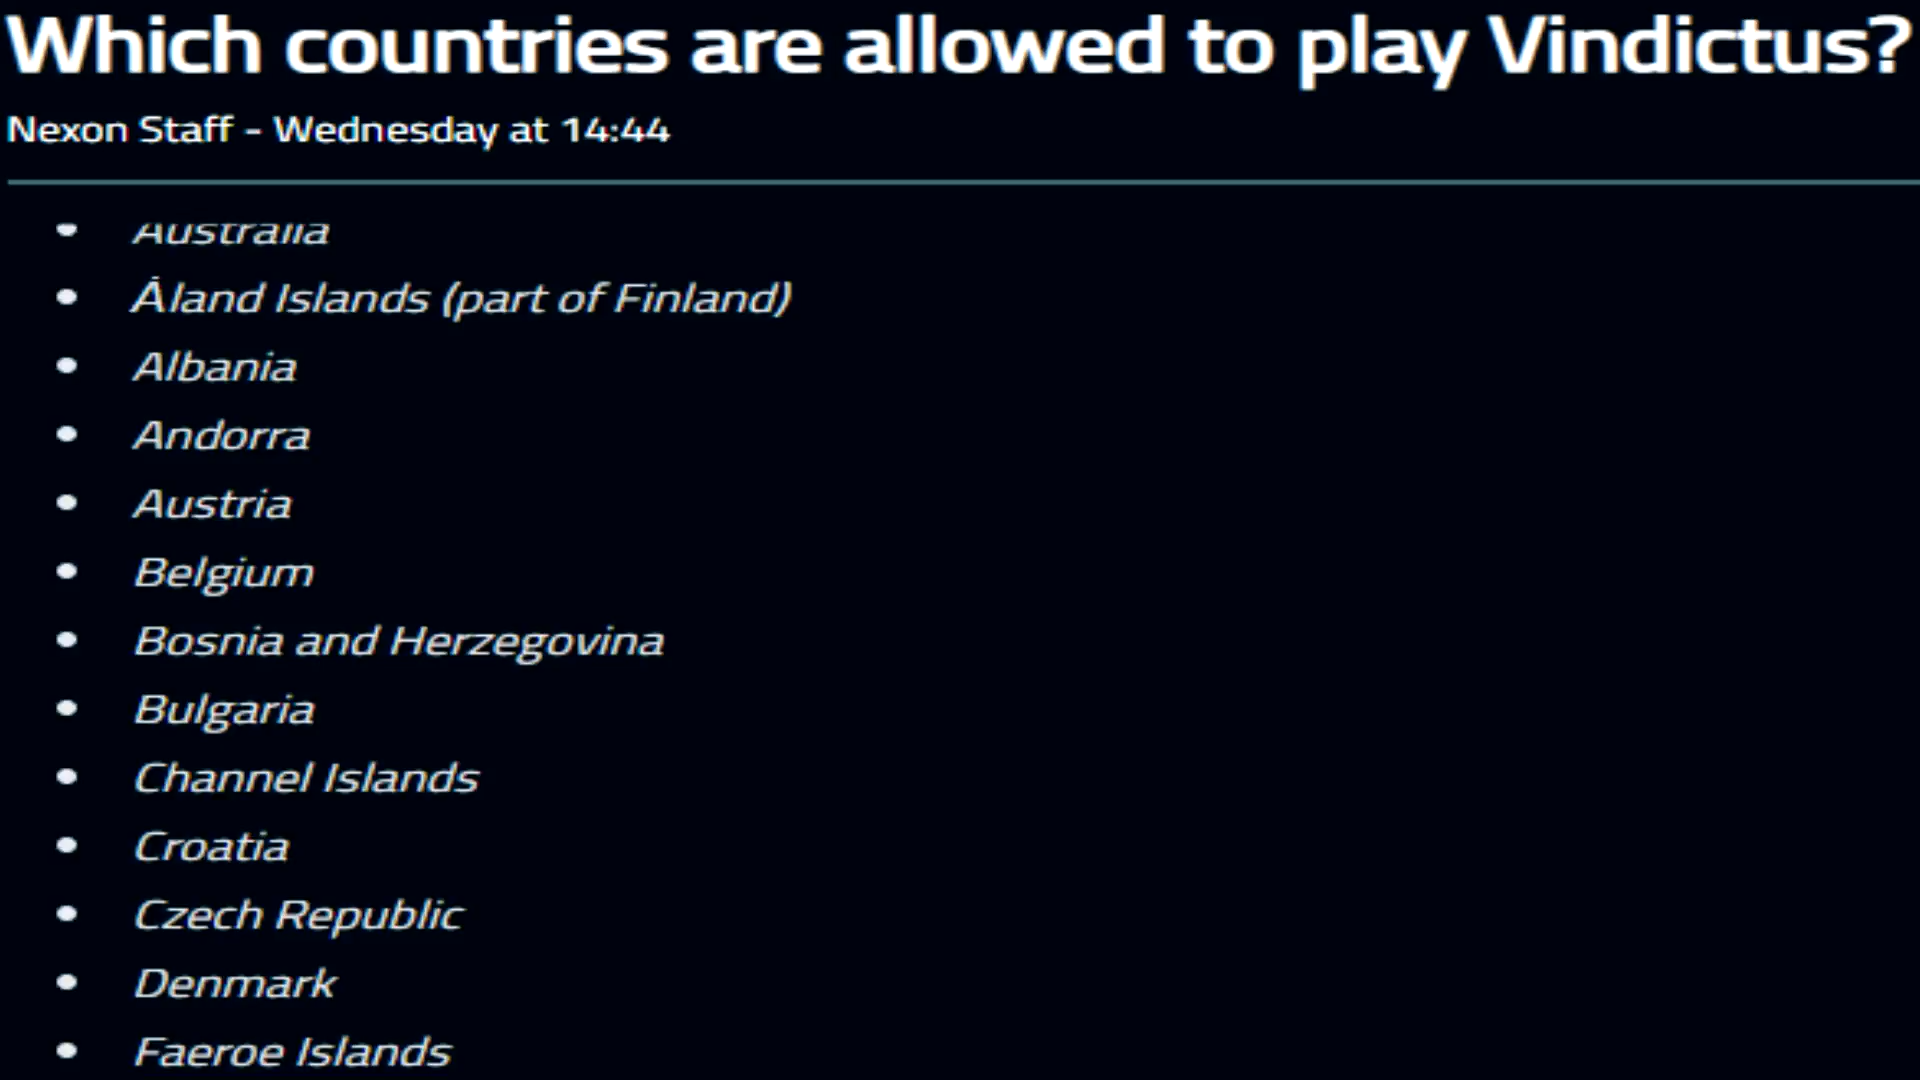 Which countries are allowed to play Vindictus?
Nexon Staff - Wednesday at 14:44
• Australia
• Åland Islands (part of Finland)
• Albania
• Andorra
• Austria
• Belgium
• Bosnia and Herzegovina
• Bulgaria
• Channel Islands
• Croatia
• Czech Republic
• Denmark
• Faeroe Islands